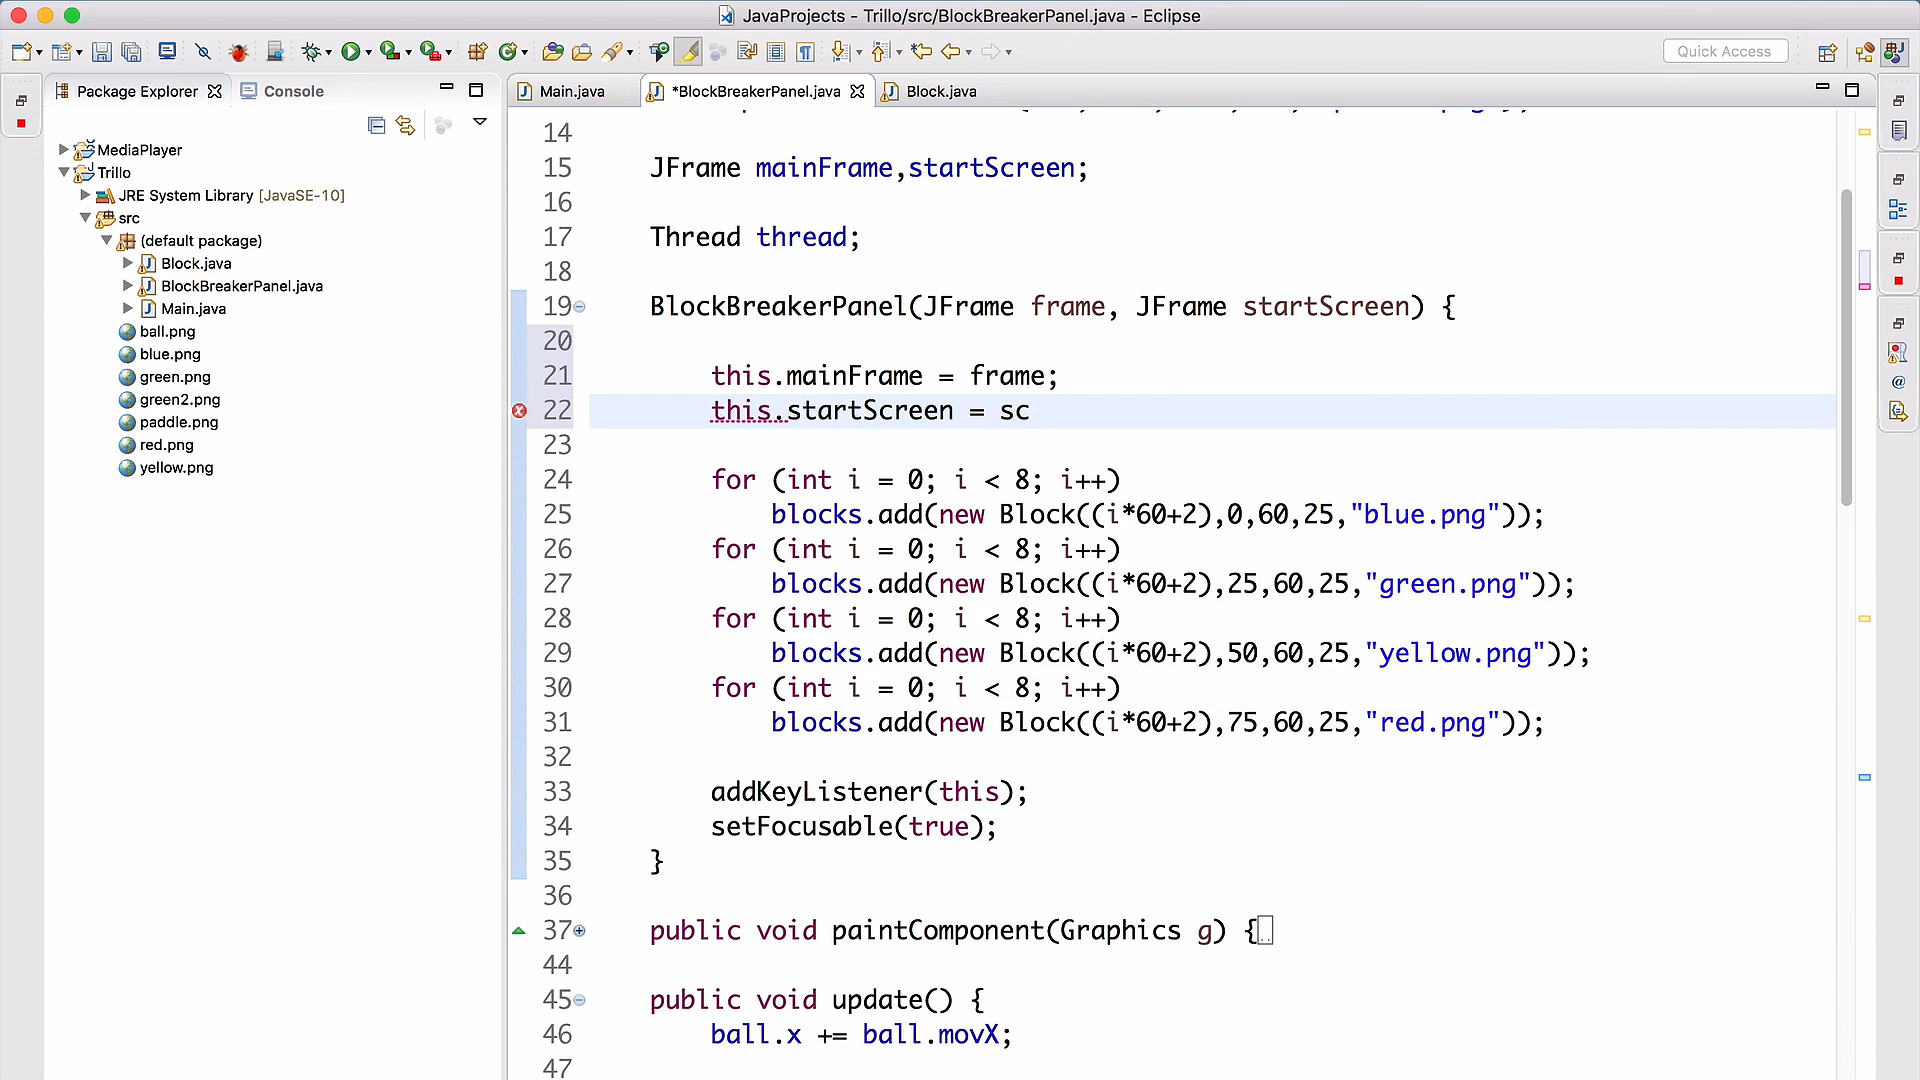 JavaProjects - Trillo/src/BlockBreakerPanel.java - Eclipse
Quick Access
Package Explorer
Console
Main.java
*BlockBreakerPanel.java
Block.java
MediaPlayer
Trillo
JRE System Library [JavaSE-10]
src
(default package)
Block.java
BlockBreakerPanel.java
Main.java
ball.png
blue.png
green.png
green2.png
paddle.png
red.png
yellow.png
14
15 JFrame mainFrame,startScreen;
16
17 Thread thread;
18
19 BlockBreakerPanel(JFrame frame, JFrame startScreen) {
20
21 this.mainFrame = frame;
22 this.startScreen = sc
23
24 for (int i = 0; i < 8; i++)
25 blocks.add(new Block((i*60+2),0,60,25,"blue.png"));
26 for (int i = 0; i < 8; i++)
27 blocks.add(new Block((i*60+2),25,60,25,"green.png"));
28 for (int i = 0; i < 8; i++)
29 blocks.add(new Block((i*60+2),50,60,25,"yellow.png"));
30 for (int i = 0; i < 8; i++)
31 blocks.add(new Block((i*60+2),75,60,25,"red.png"));
32
33 addKeyListener(this);
34 setFocusable(true);
35 }
36
37 public void paintComponent(Graphics g) {
44
45 public void update() {
46 ball.x += ball.movX;
47